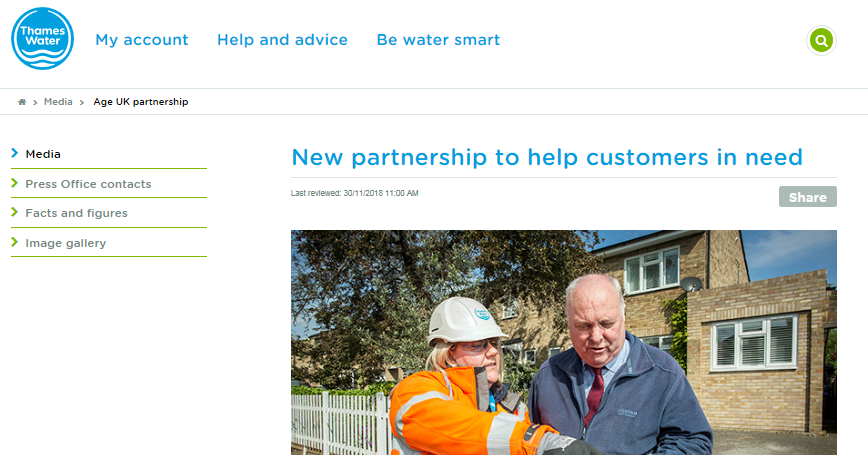 Thames
Water
My account
Help and advice
Be water smart
Media
Age UK partnership
Media
Press Office contacts
Facts and figures
Image gallery
New partnership to help customers in need
Last reviewed: 30/11/2018 11:00 AM
Share